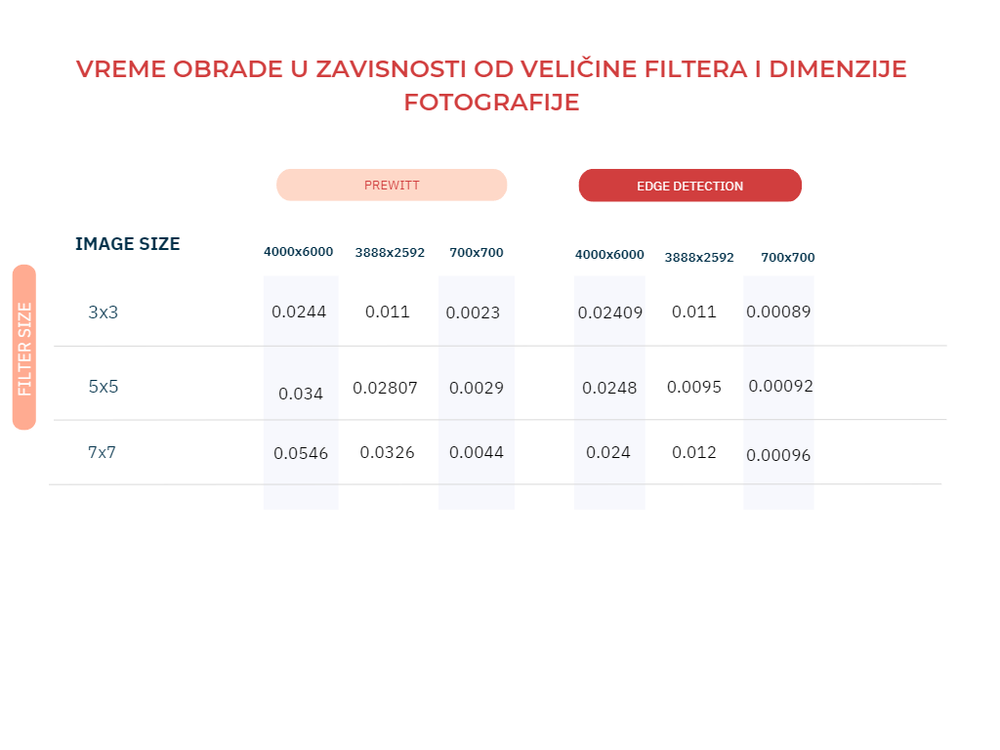 VREME OBRADE U ZAVISNOSTI OD VELIČINE FILTERA I DIMENZIJE
FOTOGRAFIJE
PREWITT EDGE DETECTION
IMAGE SIZE 4000x6000 3888x2592 700x700 4000x6000 3888x2592 700x700
FILTER SIZE
3x3 0.0244 0.011 0.0023 0.02409 0.011 0.00089
5x5 0.034 0.02807 0.0029 0.0248 0.0095 0.00092
7x7 0.0546 0.0326 0.0044 0.024 0.012 0.00096